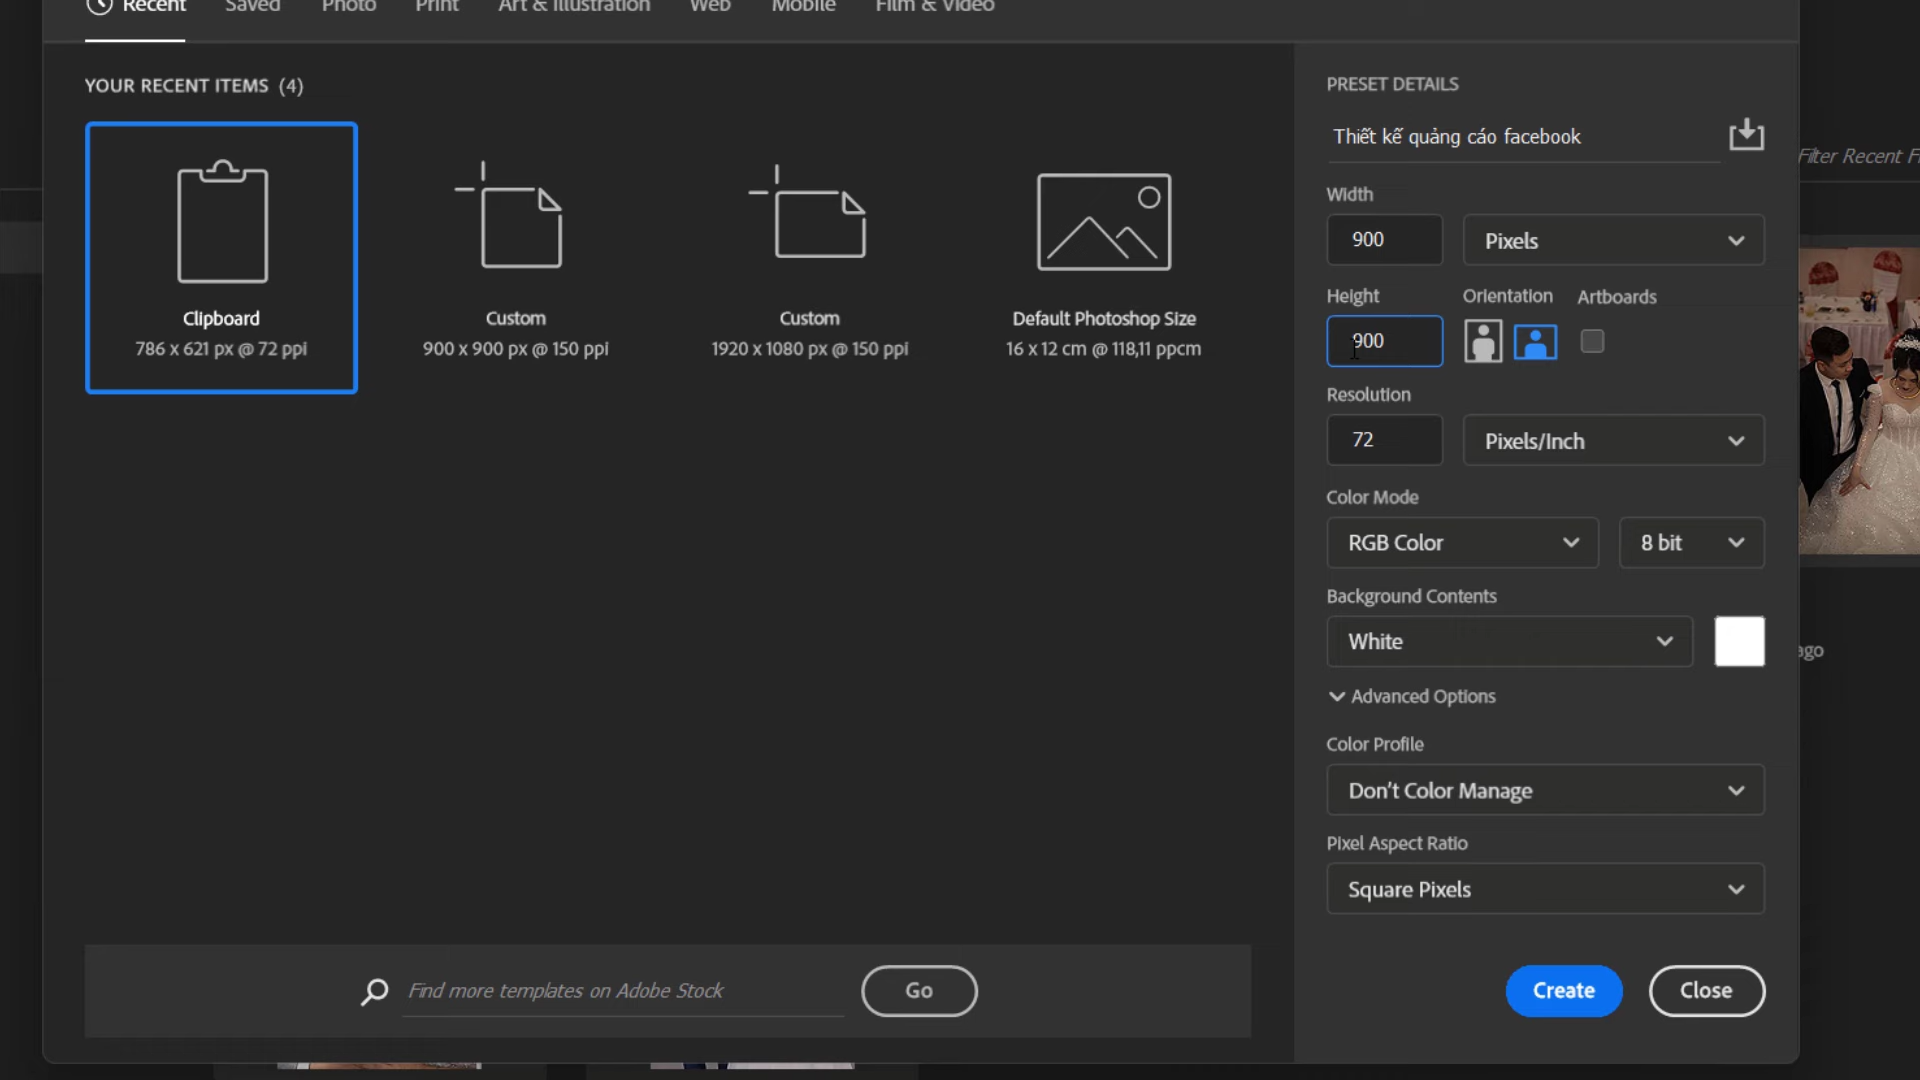 Recent Saved Photo Print Art & Illustration Web Mobile Film & Video
YOUR RECENT ITEMS (4)
Clipboard
786 x 621 px @ 72 ppi
Custom
900 x 900 px @ 150 ppi
Custom
1920 x 1080 px @ 150 ppi
Default Photoshop Size
16 x 12 cm @ 118,11 ppcm
Find more templates on Adobe Stock
Go
PRESET DETAILS
Thiết kế quảng cáo facebook
Width
900 Pixels
Height Orientation Artboards
900
Resolution
72 Pixels/Inch
Color Mode
RGB Color 8 bit
Background Contents
White
Advanced Options
Color Profile
Don't Color Manage
Pixel Aspect Ratio
Square Pixels
Create Close
Filter Recent
ago